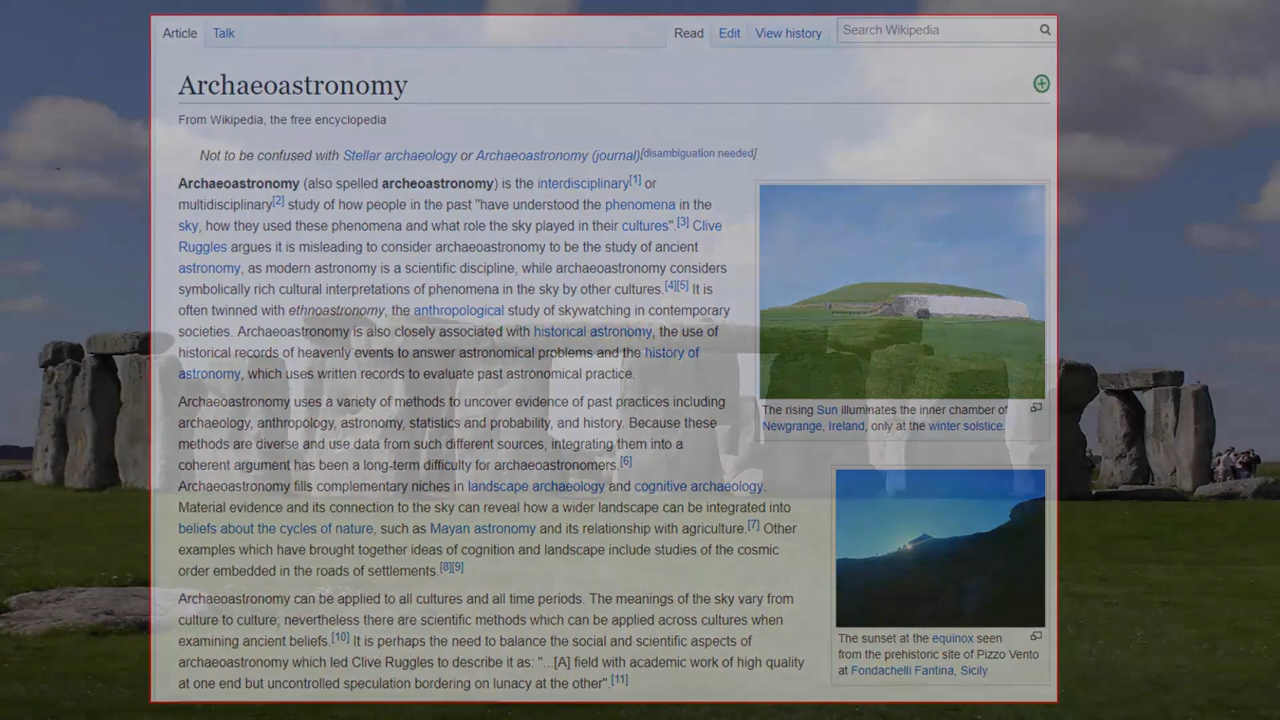 Article Talk Read Edit View history Search Wikipedia
Archaeoastronomy
From Wikipedia, the free encyclopedia
Not to be confused with Stellar archaeology or Archaeoastronomy (journal)[disambiguation needed]
Archaeoastronomy (also spelled archeoastronomy) is the interdisciplinary[1] or
multidisciplinary[2] study of how people in the past "have understood the phenomena in the
sky, how they used these phenomena and what role the sky played in their cultures".[3] Clive
Ruggles argues it is misleading to consider archaeoastronomy to be the study of ancient
astronomy, as modern astronomy is a scientific discipline, while archaeoastronomy considers
symbolically rich cultural interpretations of phenomena in the sky by other cultures.[4][5] It is
often twinned with ethnoastronomy, the anthropological study of skywatching in contemporary
societies. Archaeoastronomy is also closely associated with historical astronomy, the use of
historical records of heavenly events to answer astronomical problems and the history of
astronomy, which uses written records to evaluate past astronomical practice.
Archaeoastronomy uses a variety of methods to uncover evidence of past practices including
archaeology, anthropology, astronomy, statistics and probability, and history. Because these
methods are diverse and use data from such different sources, integrating them into a
coherent argument has been a long-term difficulty for archaeoastronomers.[6]
Archaeoastronomy fills complementary niches in landscape archaeology and cognitive archaeology.
Material evidence and its connection to the sky can reveal how a wider landscape can be integrated into
beliefs about the cycles of nature, such as Mayan astronomy and its relationship with agriculture.[7] Other
examples which have brought together ideas of cognition and landscape include studies of the cosmic
order embedded in the roads of settlements.[8][9]
Archaeoastronomy can be applied to all cultures and all time periods. The meanings of the sky vary from
culture to culture; nevertheless there are scientific methods which can be applied across cultures when
examining ancient beliefs.[10] It is perhaps the need to balance the social and scientific aspects of
archaeoastronomy which led Clive Ruggles to describe it as: "...[A] field with academic work of high quality
at one end but uncontrolled speculation bordering on lunacy at the other".[11]
The rising Sun illuminates the inner chamber of
Newgrange, Ireland, only at the winter solstice.
The sunset at the equinox seen
from the prehistoric site of Pizzo Vento
at Fondachelli Fantina, Sicily